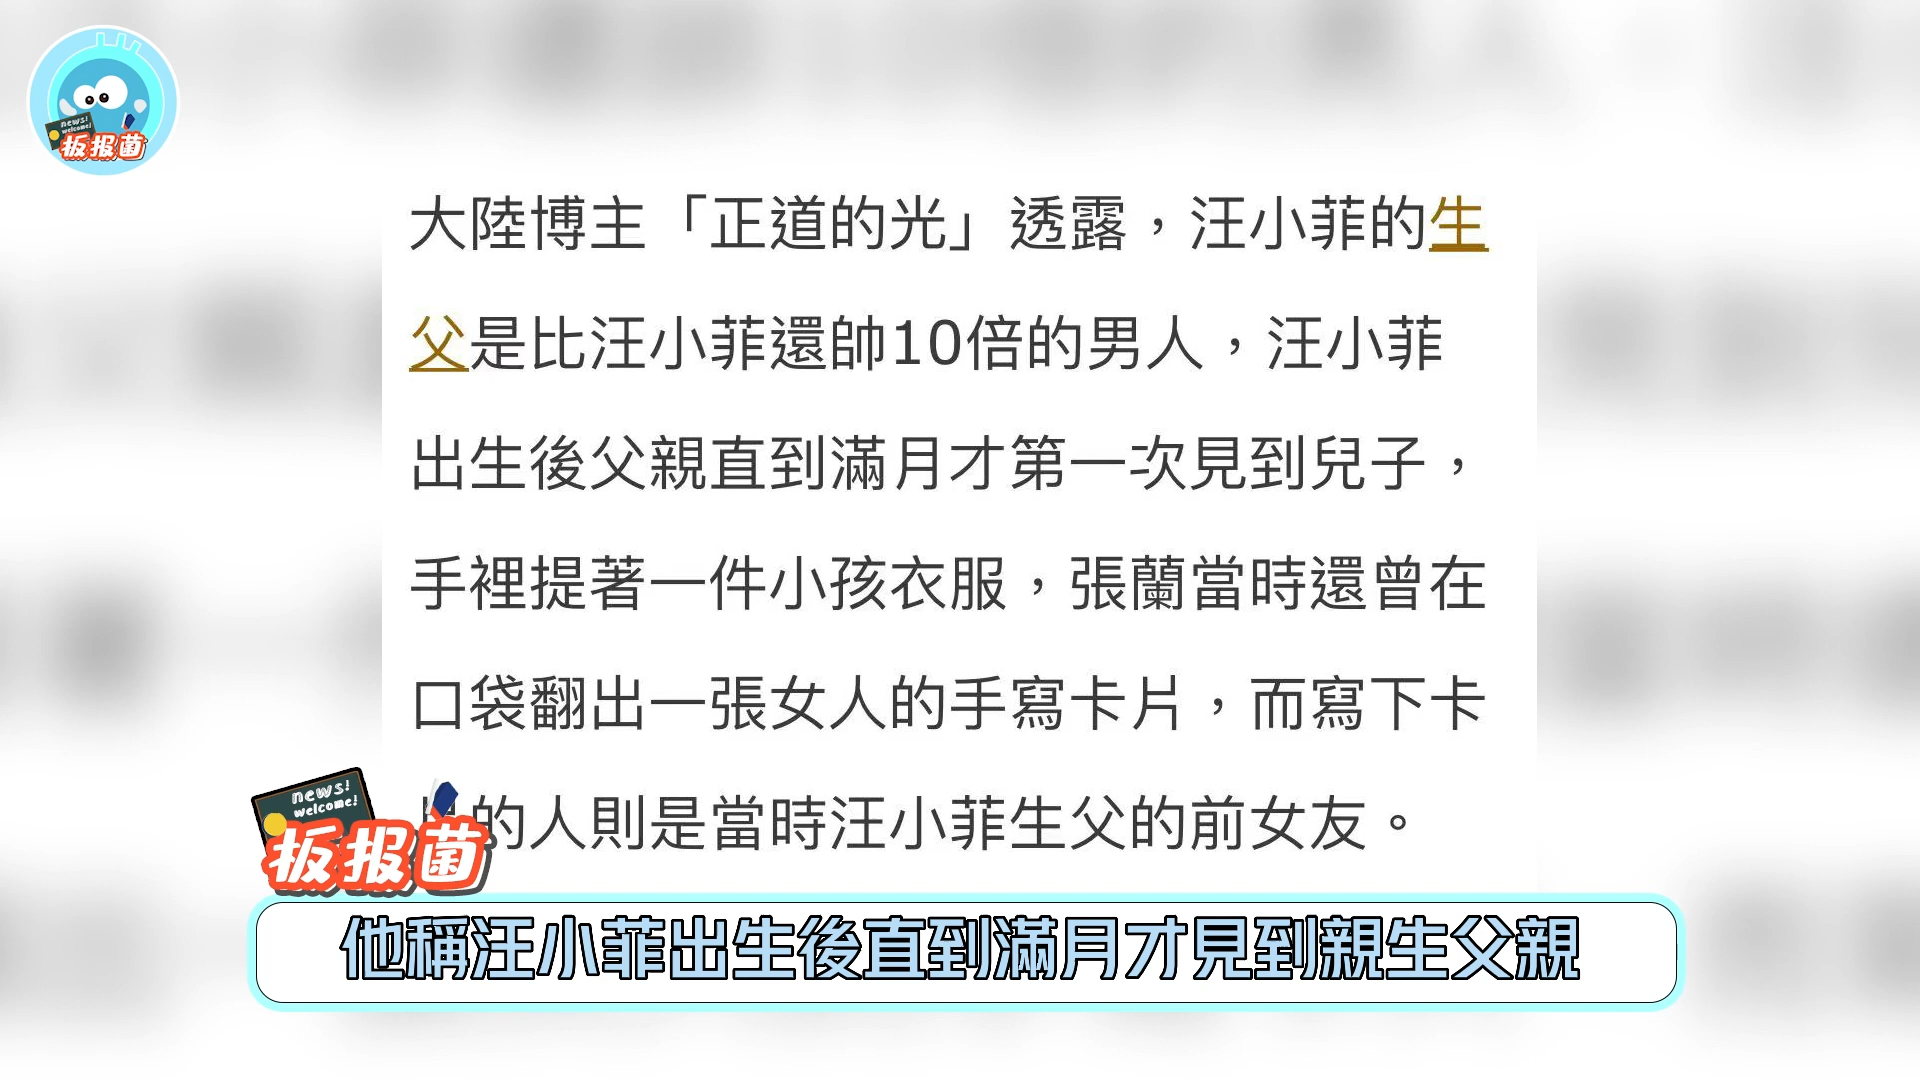 news!
welcome!
板报菌
大陸博主「正道的光」透露，汪小菲的生
父是比汪小菲還帥10倍的男人，汪小菲
出生後父親直到滿月才第一次見到兒子，
手裡提著一件小孩衣服，張蘭當時還曾在
口袋翻出一張女人的手寫卡片，而寫下卡
的人則是當時汪小菲生父的前女友。
news!
welcome!
板报菌
他稱汪小菲出生後直到滿月才見到親生父親